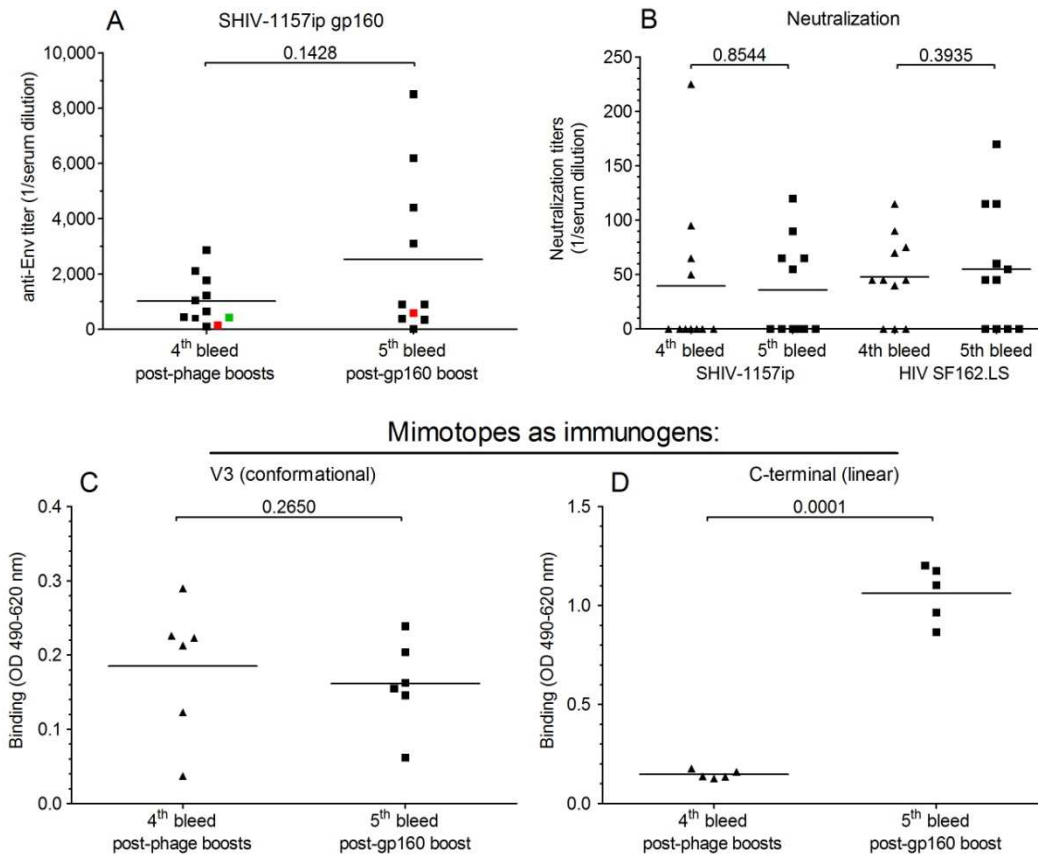 A
SHIV-1157ip gp160
0.1428
anti-Env titer (1/serum dilution)
10,000
8,000
6,000
4,000
2,000
0
4th bleed
post-phage boosts
5th bleed
post-gp160 boost
B
Neutralization
0.8544
0.3935
Neutralization titers
(1/serum dilution)
250
200
150
100
50
0
4th bleed
5th bleed
4th bleed
5th bleed
SHIV-1157ip
HIV SF162.LS
Mimotopes as immunogens:
C
V3 (conformational)
0.2650
Binding (OD 490-620 nm)
0.4
0.3
0.2
0.1
0.0
4th bleed
post-phage boosts
5th bleed
post-gp160 boost
D
C-terminal (linear)
0.0001
Binding (OD 490-620 nm)
1.5
1.0
0.5
0.0
4th bleed
post-phage boosts
5th bleed
post-gp160 boost